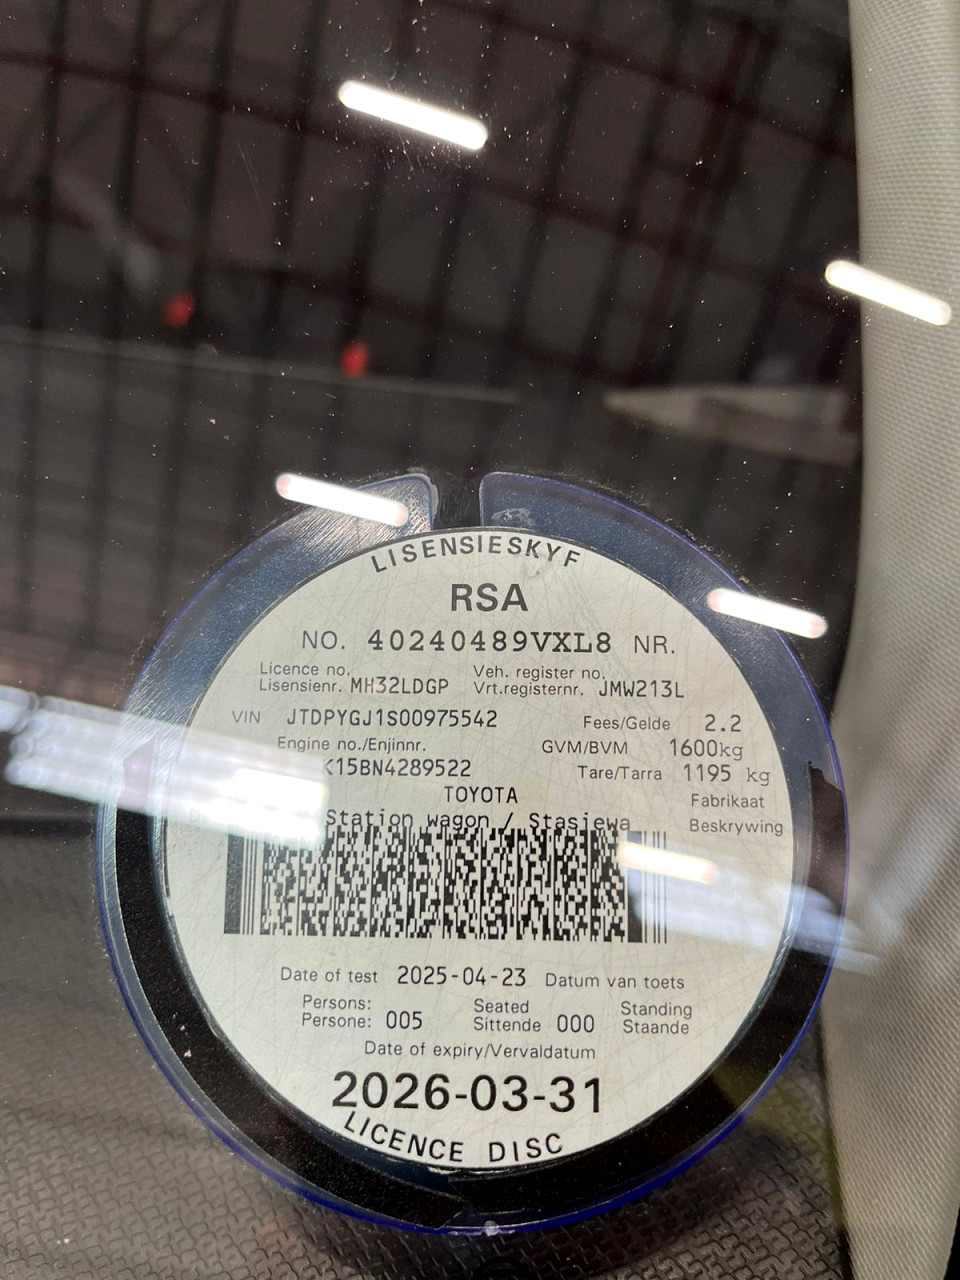 LISENSIESKYF
RSA
NO. 40240489VXL8 NR.
Licence no. Veh. register no.
Lisensienr. MH32LDGP Vrt.registernr. JMW213L
VIN JTDPYGJ1S00975542 Fees/Gelde 2.2
Engine no./Enjinnr. GVM/BVM 1600kg
K15BN4289522 Tare/Tarra 1195 kg
TOYOTA Fabrikaat
Station wagon / Stasiewa Beskrywing
Date of test 2025-04-23 Datum van toets
Persons: Seated Standing
Persone: 005 Sittende 000 Staande
Date of expiry/Vervaldatum
2026-03-31
LICENCE DISC